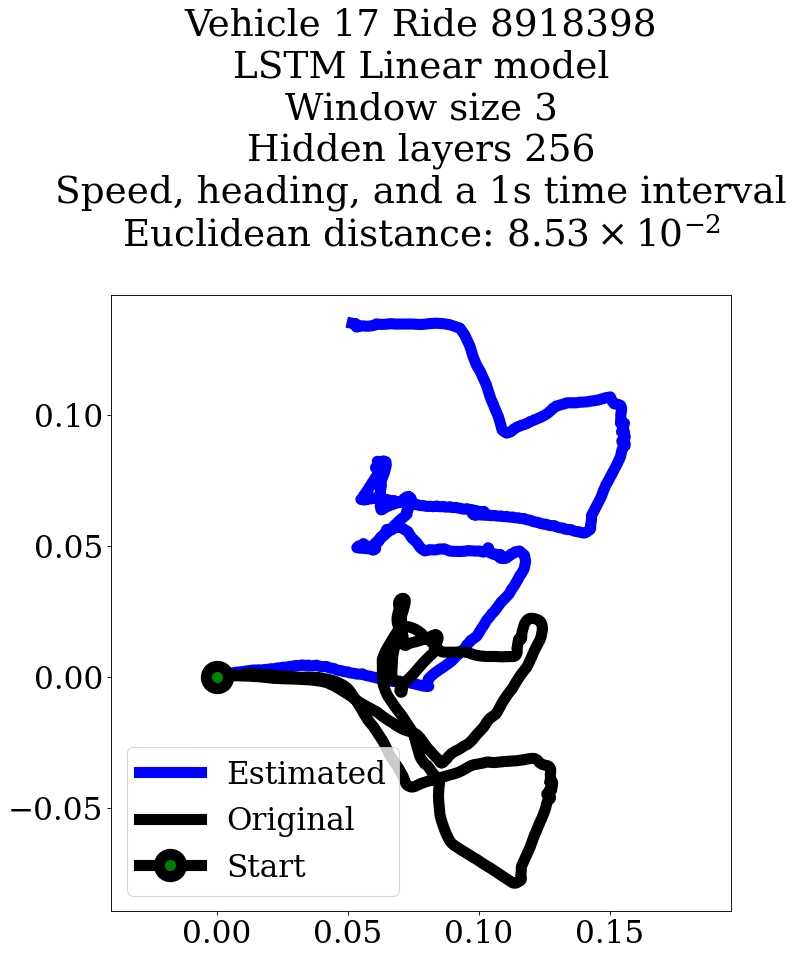 Vehicle 17 Ride 8918398
LSTM Linear model
Window size 3
Hidden layers 256
Speed, heading, and a 1s time interval
Euclidean distance: 8.53 × 10⁻²
0.10
0.05
0.00
−0.05
Estimated
Original
Start
0.00 0.05 0.10 0.15